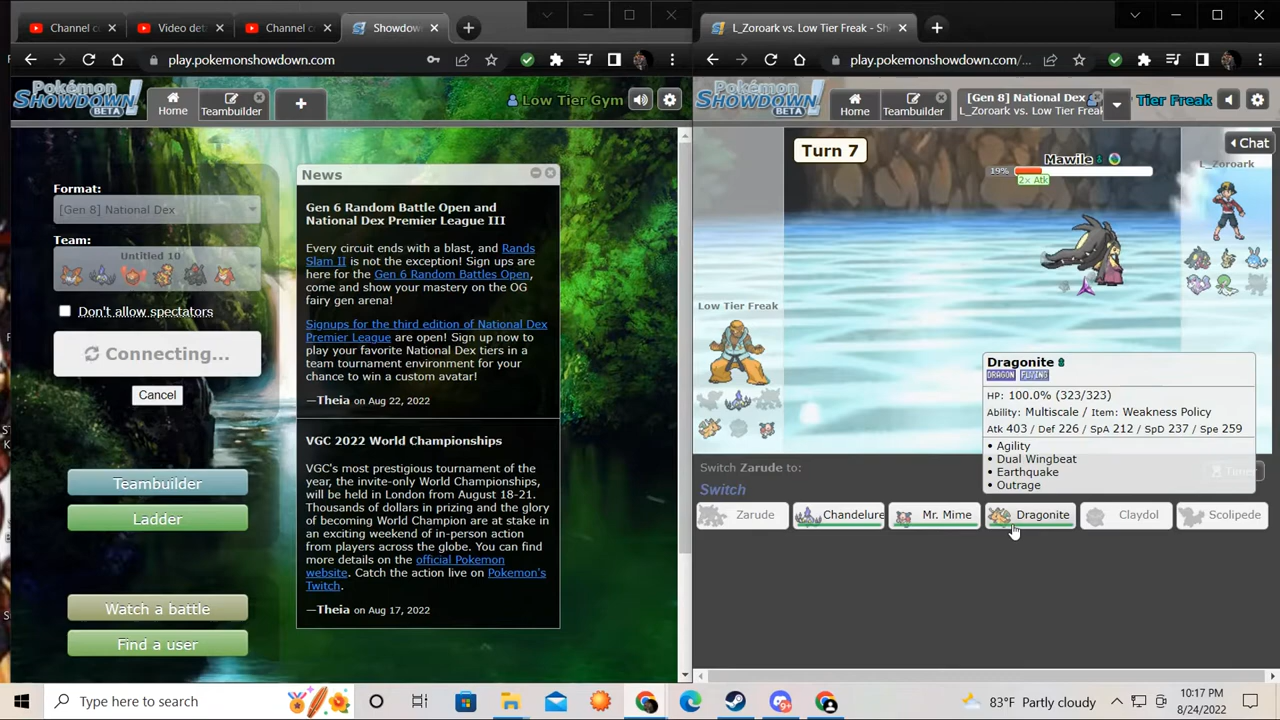 Channel c
Video det
Channel c
Showdow
L_Zoroark vs. Low Tier Freak - Sh
play.pokemonshowdown.com
play.pokemonshowdown.com/...
Pokémon
SHOWDOWN
BETA
Home
Teambuilder
Low Tier Gym
Pokémon
SHOWDOWN
BETA
Home
Teambuilder
[Gen 8] National Dex
L_Zoroark vs. Low Tier Freak
Tier Freak
Format:
[Gen 8] National Dex
Team:
Untitled 10
Don't allow spectators
Connecting...
Cancel
Teambuilder
Ladder
Watch a battle
Find a user
News
Gen 6 Random Battle Open and
National Dex Premier League III
Every circuit ends with a blast, and Rands
Slam II is not the exception! Sign ups are
here for the Gen 6 Random Battles Open,
come and show your mastery on the OG
fairy gen arena!
Signups for the third edition of National Dex
Premier League are open! Sign up now to
play your favorite National Dex tiers in a
team tournament environment for your
chance to win a custom avatar!
—Theia on Aug 22, 2022
VGC 2022 World Championships
VGC's most prestigious tournament of the
year, the invite-only World Championships,
will be held in London from August 18-21.
Thousands of dollars in prizing and the glory
of becoming World Champion are at stake in
an exciting weekend of in-person action
from players across the globe. You can find
more details on the official Pokemon
website. Catch the action live on Pokemon's
Twitch.
—Theia on Aug 17, 2022
Turn 7
Chat
Mawile
19%
2× Atk
L_Zoroark
Low Tier Freak
Dragonite
DRAGON FLYING
HP: 100.0% (323/323)
Ability: Multiscale / Item: Weakness Policy
Atk 403 / Def 226 / SpA 212 / SpD 237 / Spe 259
• Agility
• Dual Wingbeat
• Earthquake
• Outrage
Switch Zarude to:
Timer
Switch
Zarude
Chandelure
Mr. Mime
Dragonite
Claydol
Scolipede
Type here to search
83°F Partly cloudy
10:17 PM
8/24/2022